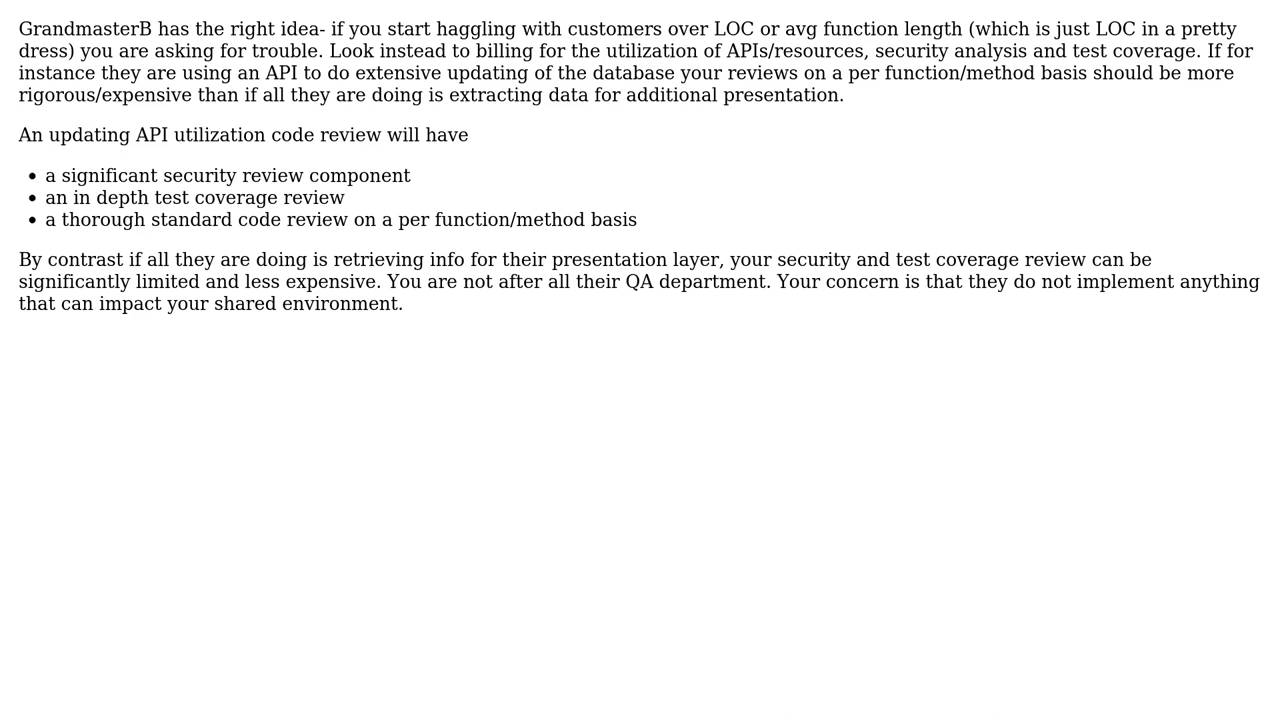 GrandmasterB has the right idea- if you start haggling with customers over LOC or avg function length (which is just LOC in a pretty
dress) you are asking for trouble. Look instead to billing for the utilization of APIs/resources, security analysis and test coverage. If for
instance they are using an API to do extensive updating of the database your reviews on a per function/method basis should be more
rigorous/expensive than if all they are doing is extracting data for additional presentation.
An updating API utilization code review will have
• a significant security review component
• an in depth test coverage review
• a thorough standard code review on a per function/method basis
By contrast if all they are doing is retrieving info for their presentation layer, your security and test coverage review can be
significantly limited and less expensive. You are not after all their QA department. Your concern is that they do not implement anything
that can impact your shared environment.